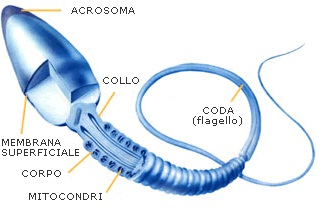 ACROSOMA
COLLO
CODA
(flagello)
MEMBRANA
SUPERFICIALE
CORPO
MITOCONDRI